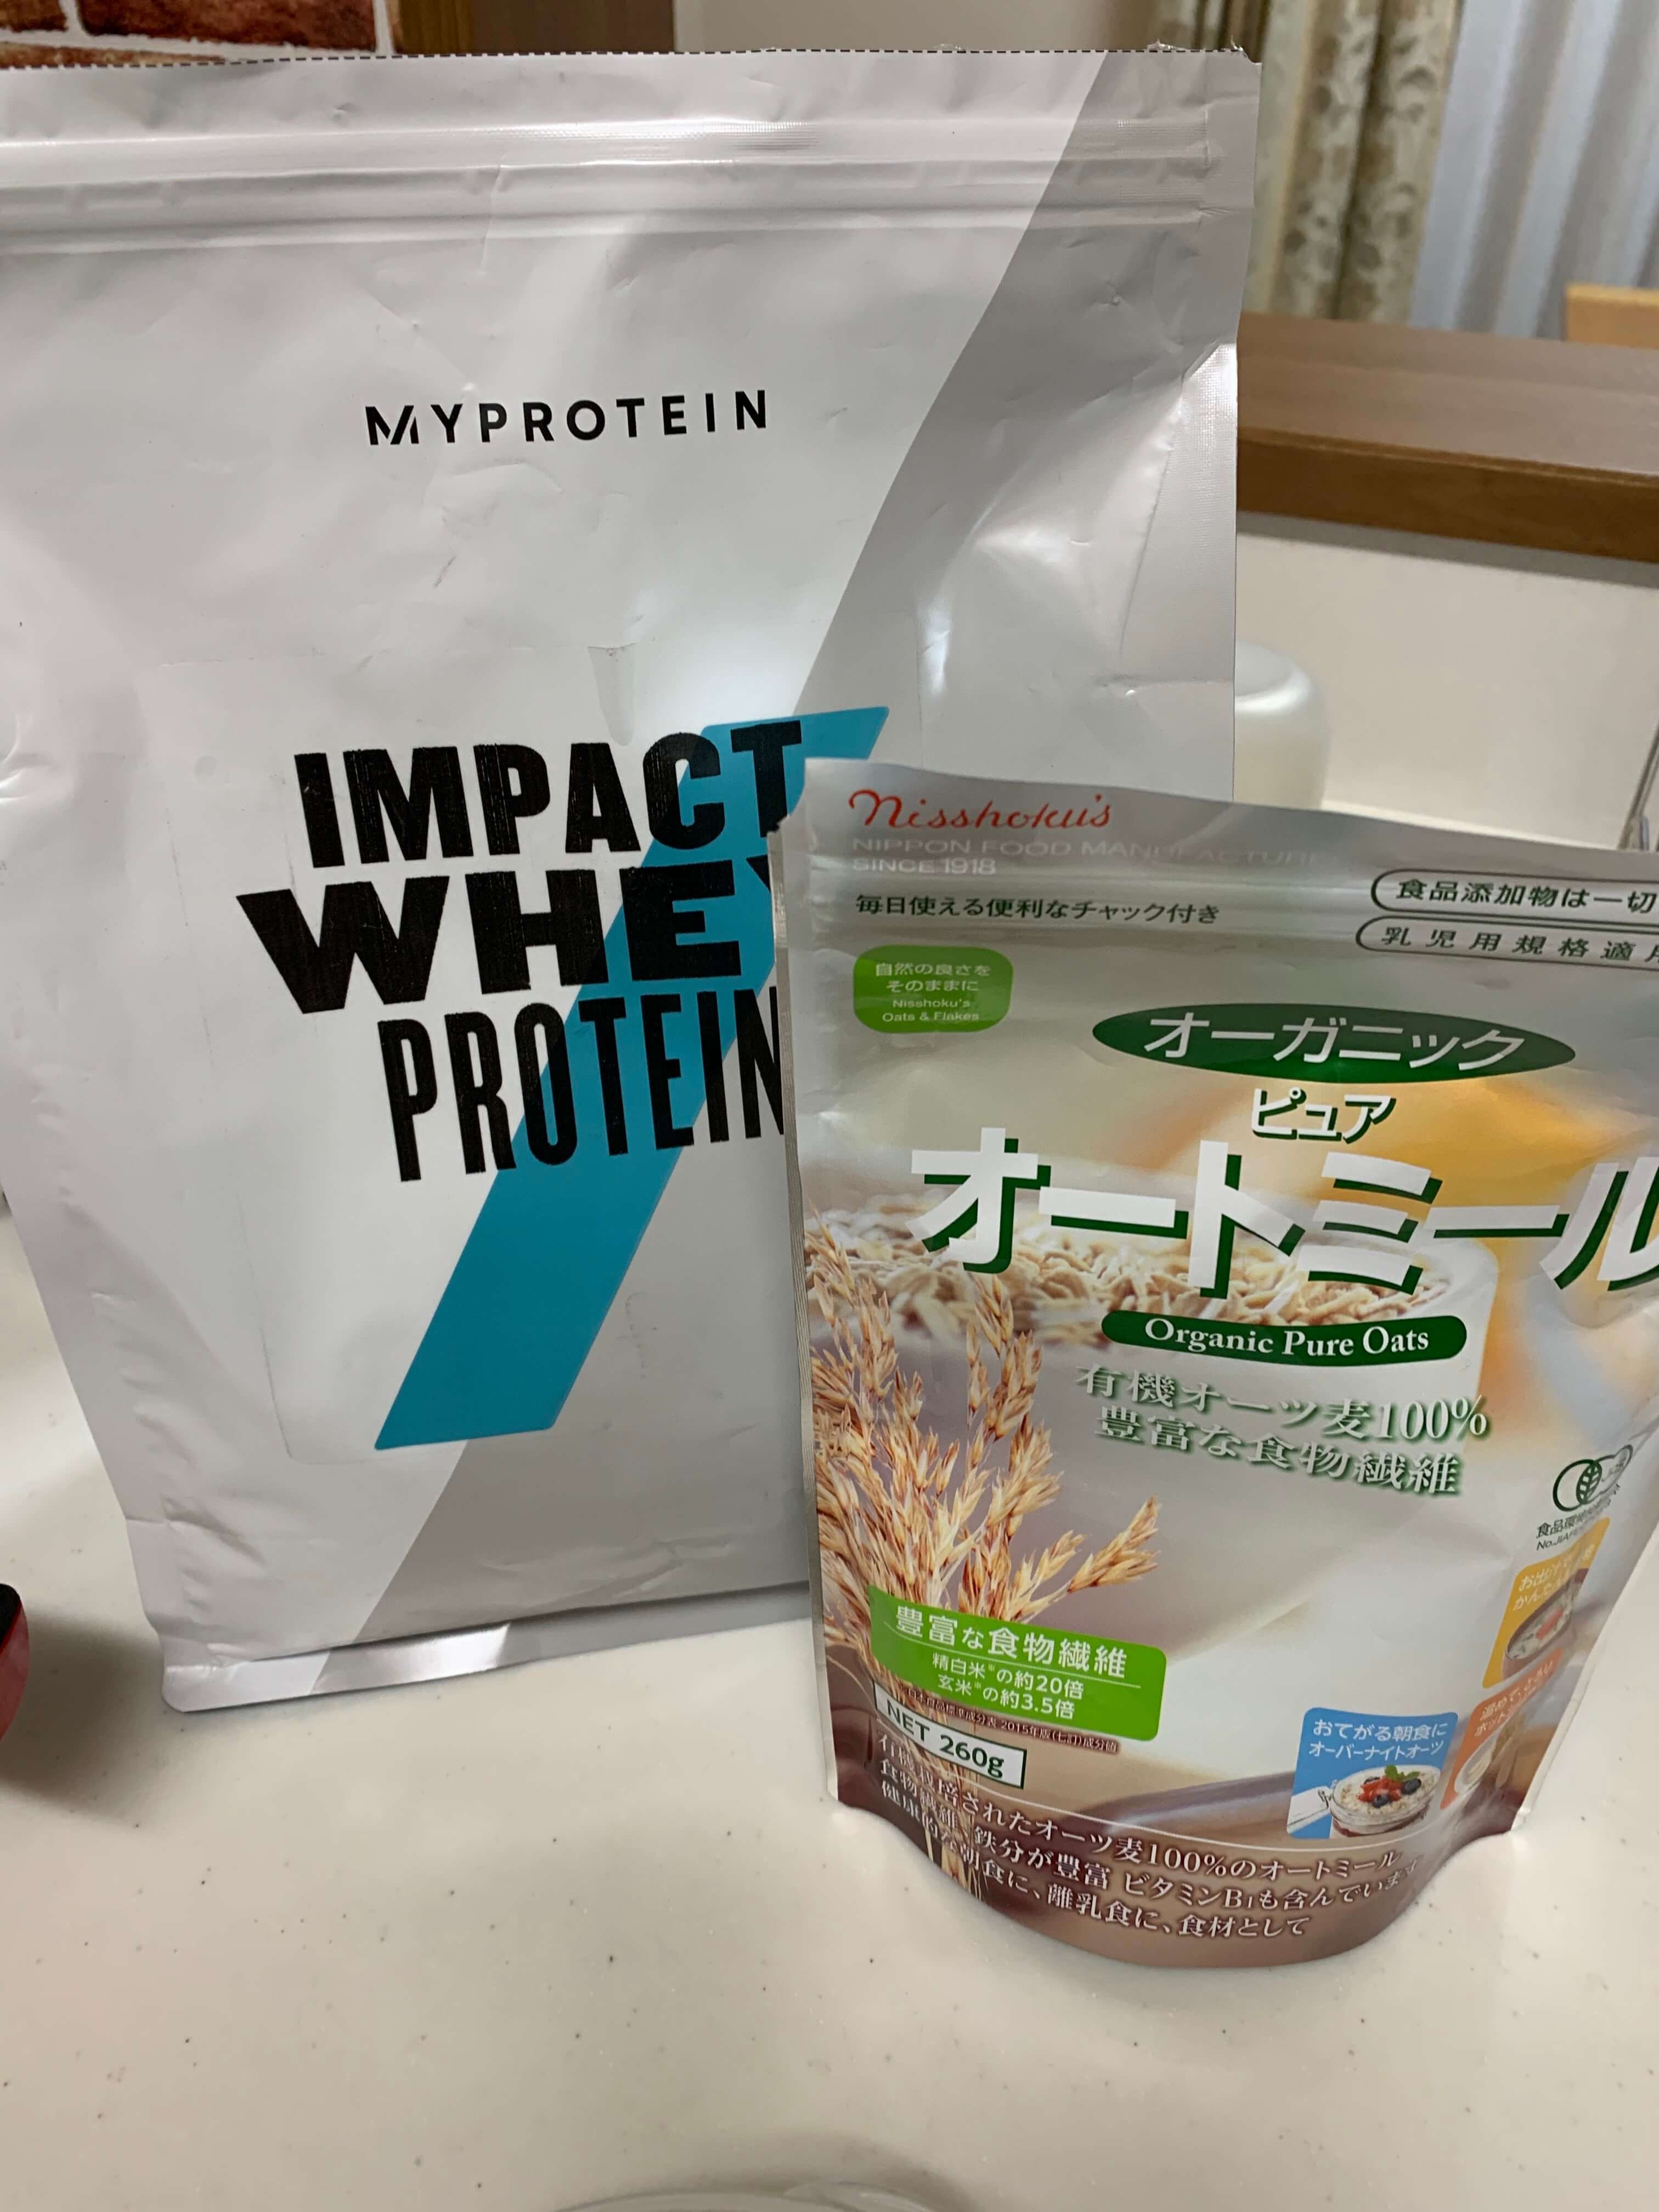 MYPROTEIN
IMPACT
WHEY
PROTEIN
Nisshoku's
NIPPON FOOD MANUFACTURE
SINCE 1918
毎日使える便利なチャック付き
食品添加物は一切
乳児用規格適用
自然の良さを
そのままに
Nisshoku's
Oats & Flakes
オーガニック
ピュア
オートミール
Organic Pure Oats
有機オーツ麦100%
豊富な食物繊維
豊富な食物繊維
精白米※の約20倍
玄米※の約3.5倍
NET 260g
おてがる朝食に
オーバーナイトオーツ
有機栽培されたオーツ麦100%のオートミール
食物繊維、鉄分が豊富 ビタミンB₁も含んでいます
健康的な朝食に、離乳食に、食材として